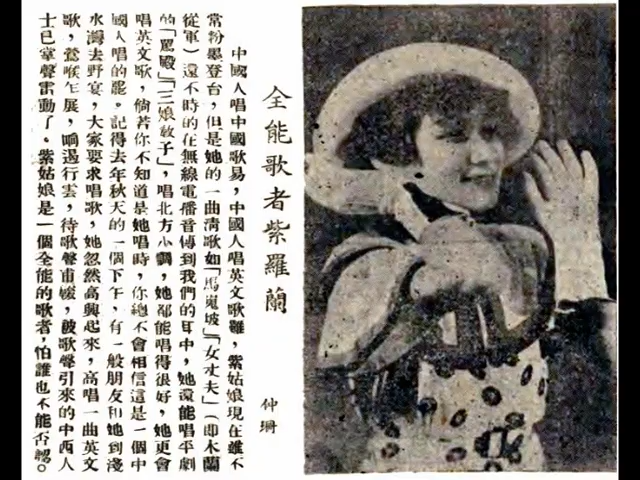 全能歌者紫羅蘭
仲珊
中國人唱中國歌易，中國人唱英文歌難，紫姑娘現在雖不
常粉墨登台，但是她的一曲清歌如「馬嵬坡」「女丈夫」（即木蘭
從軍）還不時的在無線電播音傳到我們的耳中，她還能唱平劇
的「罵殿」「三娘敎子」，唱北方小調，她都能唱得很好，她更會
唱英文歌，倘若你不知道是她唱時，你總不會相信這是一個中
國人唱的罷。記得去年秋天的一個下午，有一般朋友和她到淺
水灣去野宴，大家要求唱歌，她忽然高興起來，高唱一曲英文
歌，鶯喉乍展，响遏行雲，待歌聲甫媛，被歌聲引來的中西人
士已掌聲雷動了。紫姑娘是一個全能的歌者，怕誰也不能否認。